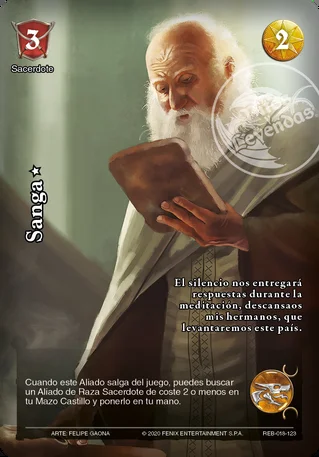 3
2
Sacerdote
Leyendas
Sanga
El silencio nos entregará
respuestas durante la
meditación, descansaos
mis hermanos, que
levantaremos este país.
Cuando este Aliado salga del juego, puedes buscar
un Aliado de Raza Sacerdote de coste 2 o menos en
tu Mazo Castillo y ponerlo en tu mano.
ARTE: FELIPE GAONA
© 2020 FENIX ENTERTAINMENT S.P.A.
REB-018-123